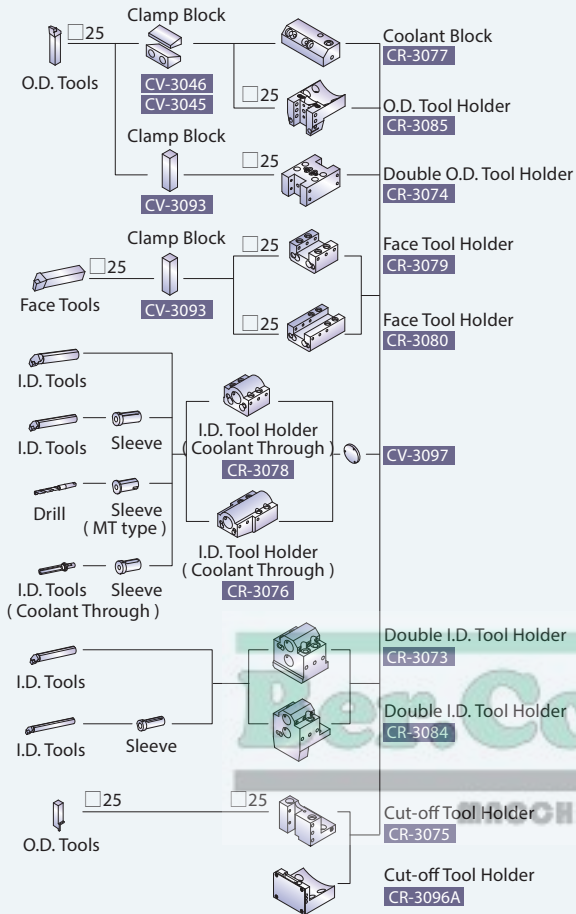 Clamp Block
□25
O.D. Tools
CV-3046
CV-3045
Coolant Block
CR-3077
□25
O.D. Tool Holder
CR-3085
Clamp Block
CV-3093
□25
Double O.D. Tool Holder
CR-3074
Clamp Block
□25
Face Tools
CV-3093
□25
Face Tool Holder
CR-3079
□25
Face Tool Holder
CR-3080
I.D. Tools
I.D. Tools
Sleeve
Drill
Sleeve
( MT type )
I.D. Tools
( Coolant Through )
Sleeve
I.D. Tool Holder
( Coolant Through )
CR-3078
I.D. Tool Holder
( Coolant Through )
CR-3076
CV-3097
I.D. Tools
I.D. Tools
Sleeve
Double I.D. Tool Holder
CR-3073
Double I.D. Tool Holder
CR-3084
Ber.Co
□25
O.D. Tools
□25
Cut-off Tool Holder
CR-3075
Cut-off Tool Holder
CR-3096A